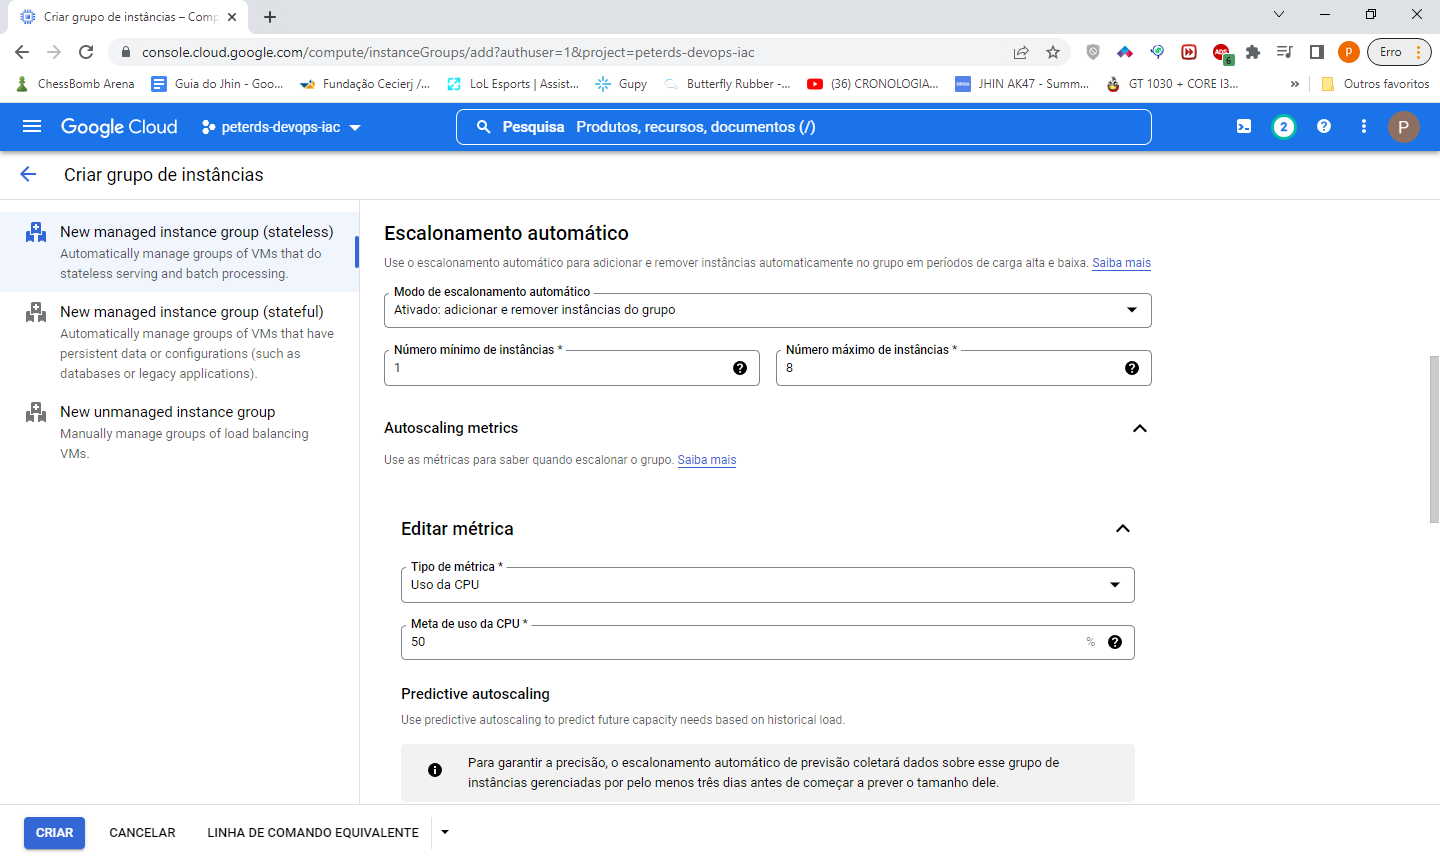 Criar grupo de instâncias – Comp
console.cloud.google.com/compute/instanceGroups/add?authuser=1&project=peterds-devops-iac
ADS
6
p
Erro
ChessBomb Arena
Guia do Jhin - Goo...
Fundação Cecierj /...
LoL Esports | Assist...
Gupy
Butterfly Rubber -...
(36) CRONOLOGIA...
JHIN AK47 - Summ...
GT 1030 + CORE I3...
»
Outros favoritos
Google Cloud
peterds-devops-iac
Pesquisa Produtos, recursos, documentos (/)
2
P
Criar grupo de instâncias
New managed instance group (stateless)
Automatically manage groups of VMs that do
stateless serving and batch processing.
New managed instance group (stateful)
Automatically manage groups of VMs that have
persistent data or configurations (such as
databases or legacy applications).
New unmanaged instance group
Manually manage groups of load balancing
VMs.
Escalonamento automático
Use o escalonamento automático para adicionar e remover instâncias automaticamente no grupo em períodos de carga alta e baixa. Saiba mais
Modo de escalonamento automático
Ativado: adicionar e remover instâncias do grupo
Número mínimo de instâncias *
1
Número máximo de instâncias *
8
Autoscaling metrics
Use as métricas para saber quando escalonar o grupo. Saiba mais
Editar métrica
Tipo de métrica *
Uso da CPU
Meta de uso da CPU *
50
%
Predictive autoscaling
Use predictive autoscaling to predict future capacity needs based on historical load.
Para garantir a precisão, o escalonamento automático de previsão coletará dados sobre esse grupo de
instâncias gerenciadas por pelo menos três dias antes de começar a prever o tamanho dele.
CRIAR
CANCELAR
LINHA DE COMANDO EQUIVALENTE